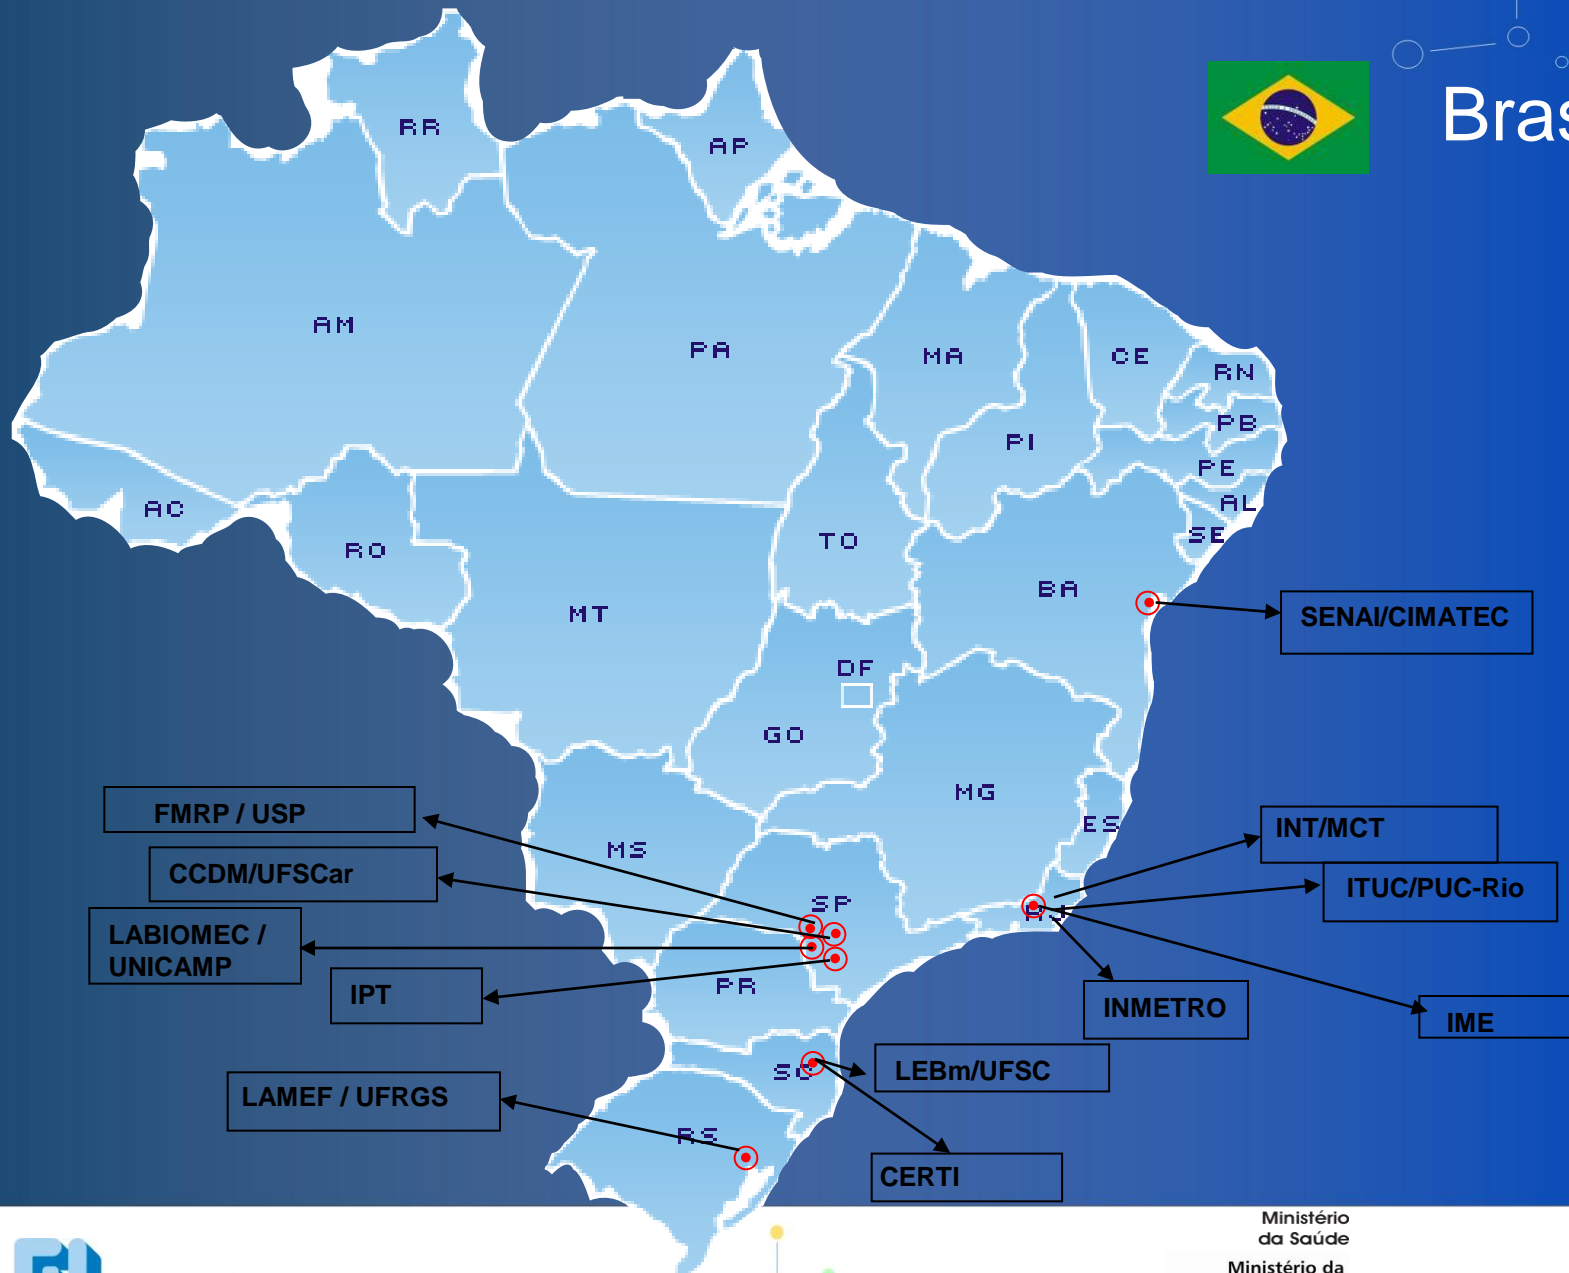 Bras
RR
AP
AM
PA
MA
CE
RN
PB
PI
PE
AL
AC
SE
RO
TO
BA
MT
SENAI/CIMATEC
DF
GO
MG
FMRP / USP
ES
INT/MCT
MS
CCDM/UFSCar
ITUC/PUC-Rio
SP
RJ
LABIOMEC /
UNICAMP
PR
IPT
INMETRO
IME
SC
LEBm/UFSC
LAMEF / UFRGS
RS
CERTI
Ministério
da Saúde
Ministério da